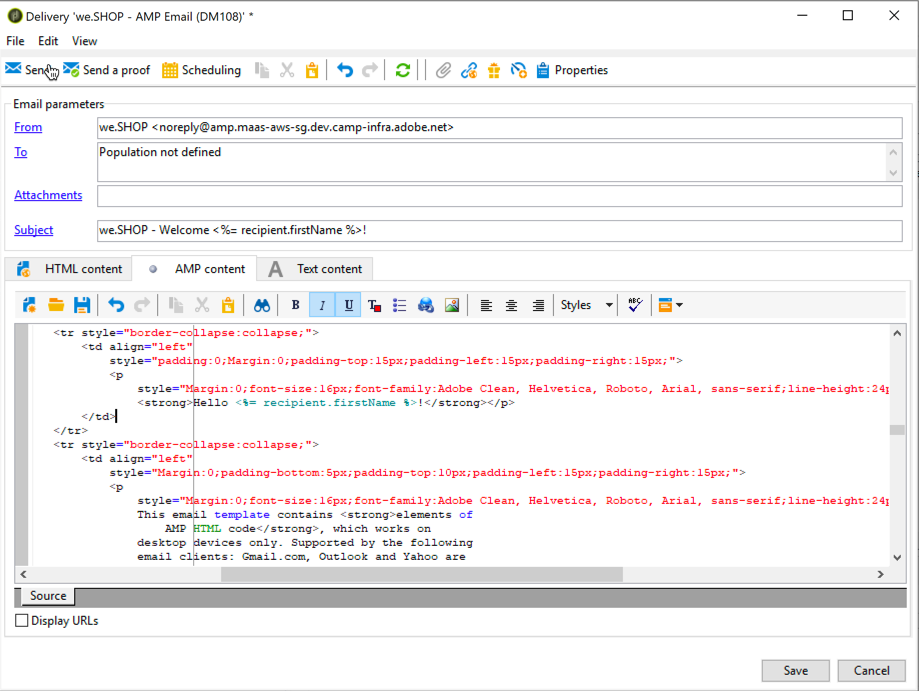 Delivery 'we.SHOP - AMP Email (DM108)' *
File Edit View
Send Send a proof Scheduling Properties
Email parameters
From we.SHOP <noreply@amp.maas-aws-sg.dev.camp-infra.adobe.net>
To Population not defined
Attachments
Subject we.SHOP - Welcome <%= recipient.firstName %>!
HTML content AMP content A Text content
B I U T Styles ABC
<tr style="border-collapse:collapse;">
<td align="left"
style="padding:0;Margin:0;padding-top:15px;padding-left:15px;padding-right:15px;">
<p
style="Margin:0;font-size:16px;font-family:Adobe Clean, Helvetica, Roboto, Arial, sans-serif;line-height:24p
<strong>Hello <%= recipient.firstName %>!</strong></p>
</td>
</tr>
<tr style="border-collapse:collapse;">
<td align="left"
style="Margin:0;padding-bottom:5px;padding-top:10px;padding-left:15px;padding-right:15px;">
<p
style="Margin:0;font-size:16px;font-family:Adobe Clean, Helvetica, Roboto, Arial, sans-serif;line-height:24p
This email template contains <strong>elements of
AMP HTML code</strong>, which works on
desktop devices only. Supported by the following
email clients: Gmail.com, Outlook and Yahoo are
Source
Display URLs
Save Cancel